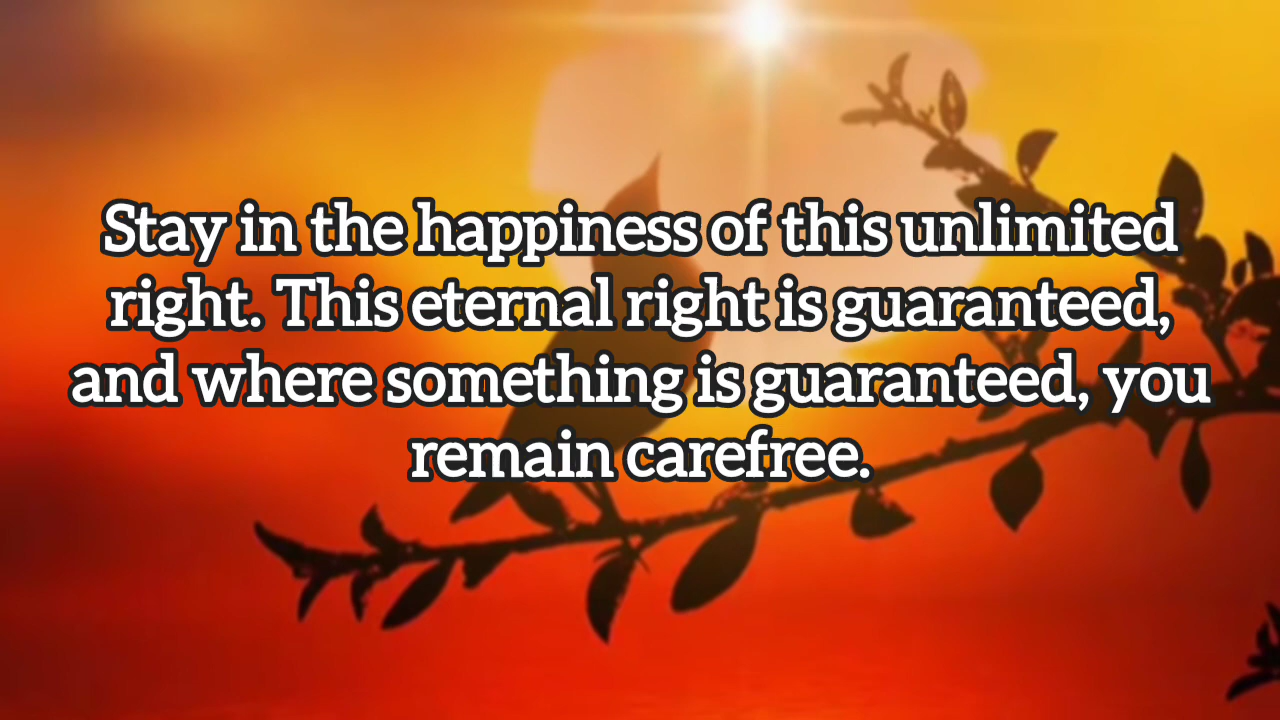 Stay in the happiness of this unlimited
right. This eternal right is guaranteed,
and where something is guaranteed, you
remain carefree.